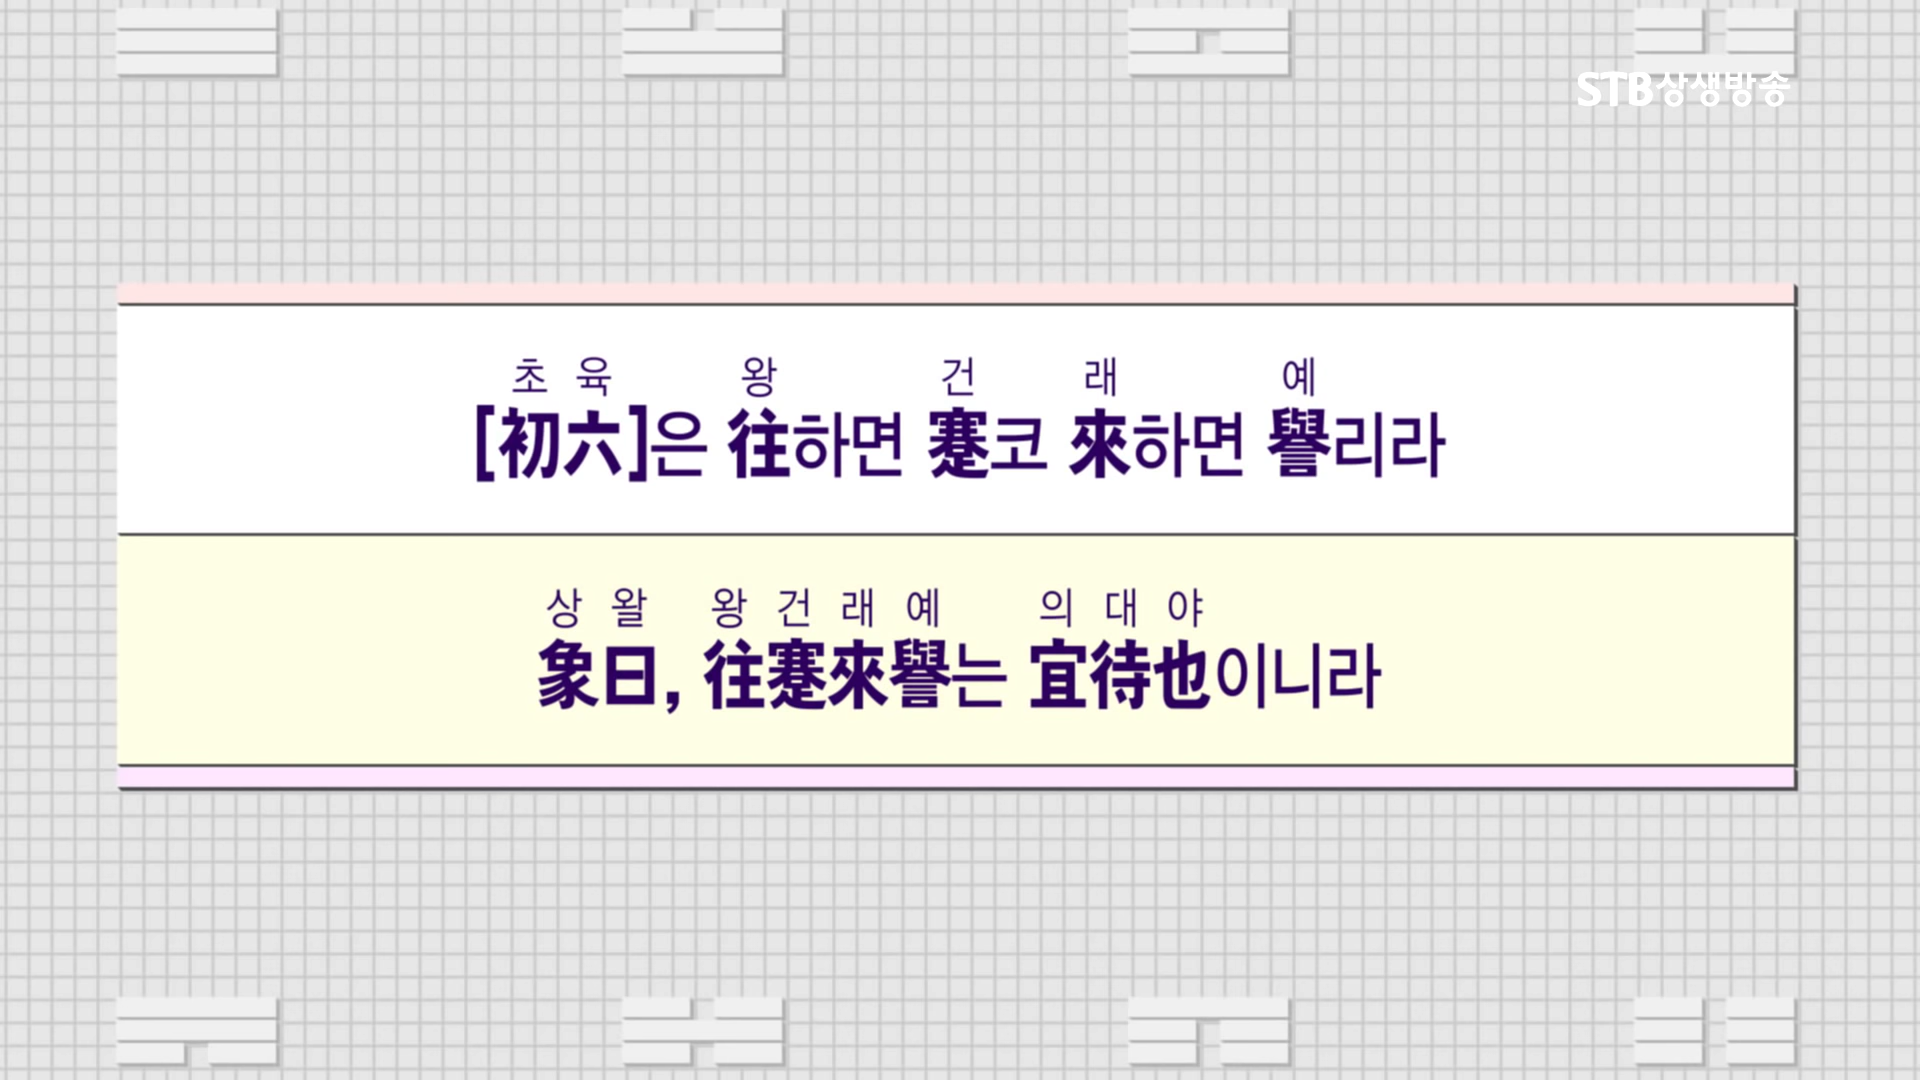 STB상생방송
초 육 왕 건 래 예
[初六]은 往하면 蹇코 來하면 譽리라
상 왈 왕 건 래 예 의 대 야
象曰, 往蹇來譽는 宜待也이니라